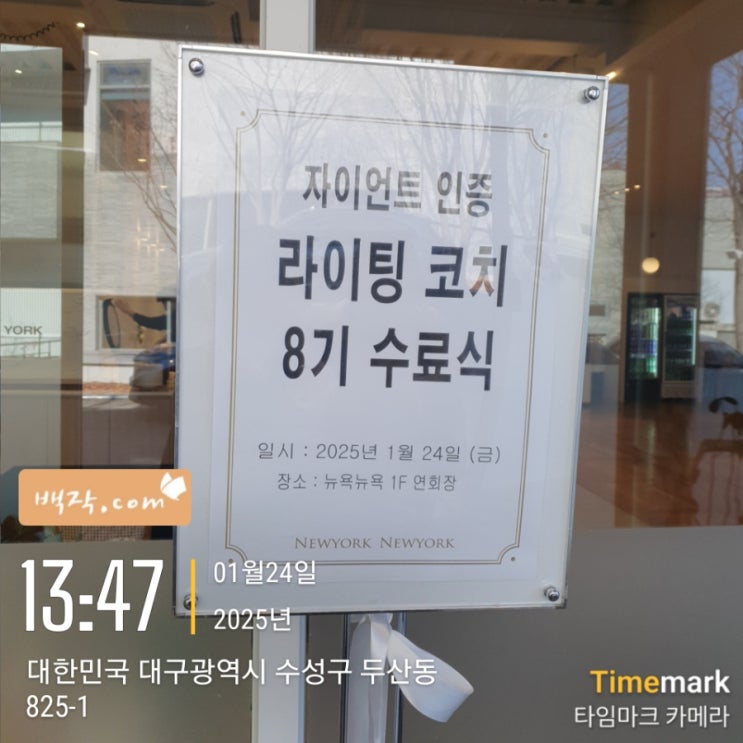 자이언트 인증
라이팅 코치
8기 수료식
일시 : 2025년 1월 24일 (금)
장소 : 뉴욕뉴욕 1F 연회장
NEWYORK NEWYORK
YORK
백작.com
13:47
01월24일
2025년
대한민국 대구광역시 수성구 두산동
825-1
Timemark
타임마크 카메라